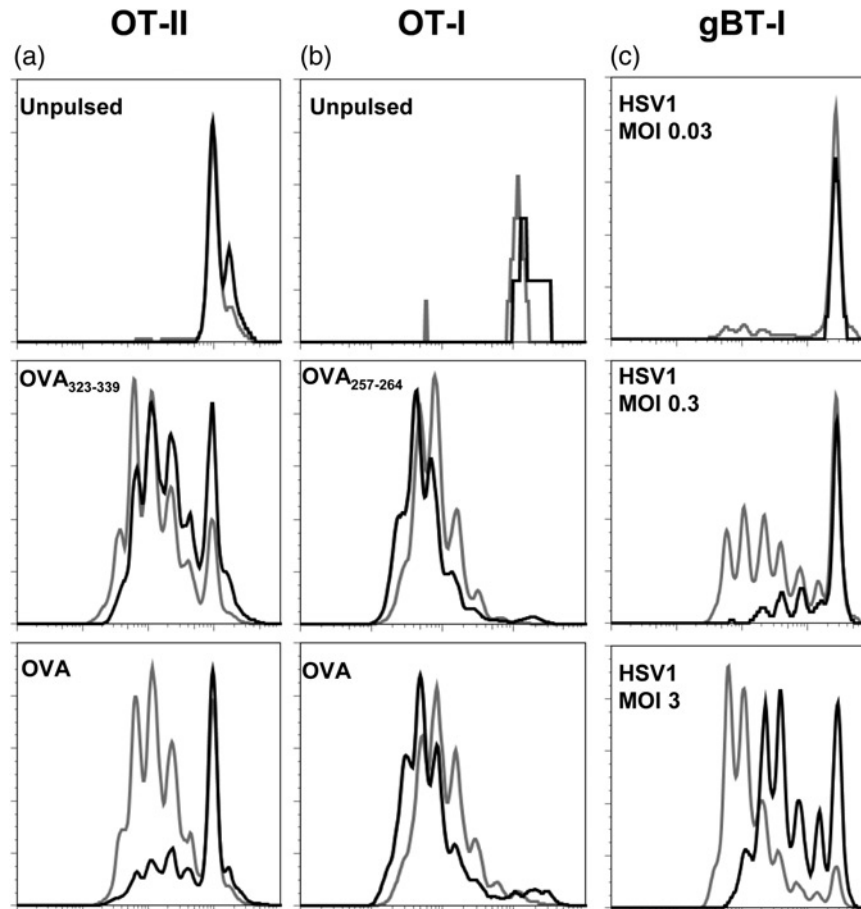 OT-II
OT-I
gBT-I
(a)
(b)
(c)
Unpulsed
Unpulsed
HSV1
MOI 0.03
OVA323-339
OVA257-264
HSV1
MOI 0.3
OVA
OVA
HSV1
MOI 3